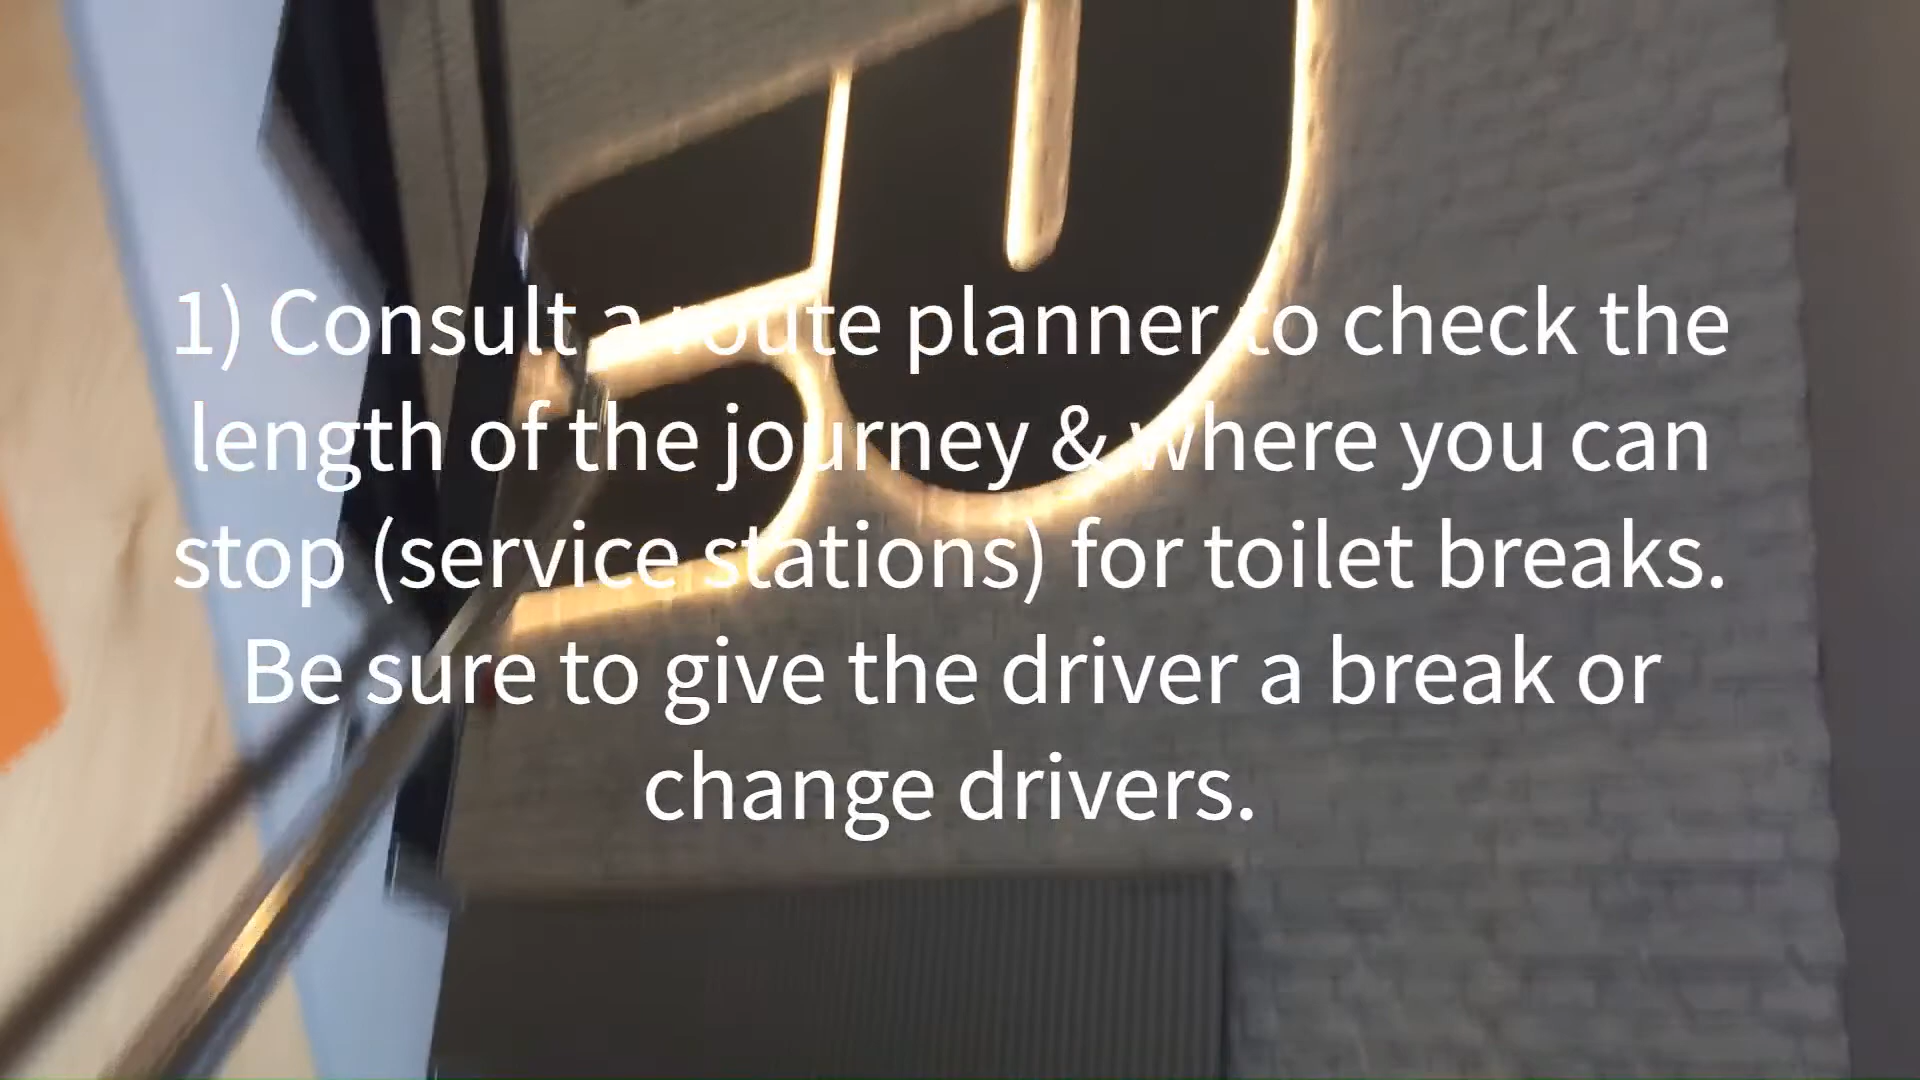 1) Consult a route planner to check the
length of the journey & where you can
stop (service stations) for toilet breaks.
Be sure to give the driver a break or
change drivers.